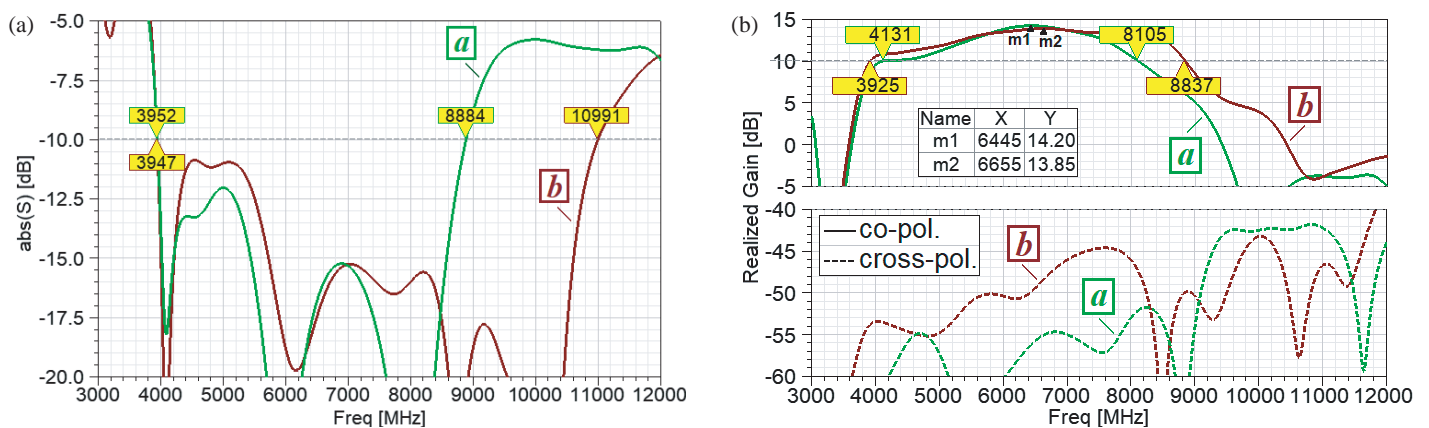 (a)
-5.0
-7.5
-10.0
-12.5
-15.0
-17.5
-20.0
abs(S) [dB]
a
3952
3947
8884
10991
b
3000 4000 5000 6000 7000 8000 9000 10000 11000 12000
Freq [MHz]
(b)
15
10
5
0
-5
Realized Gain [dB]
4131
3925
m1
m2
8105
8837
Name X Y
m1 6445 14.20
m2 6655 13.85
a
b
-40
-45
-50
-55
-60
co-pol.
cross-pol.
b
a
3000 4000 5000 6000 7000 8000 9000 10000 11000 12000
Freq [MHz]